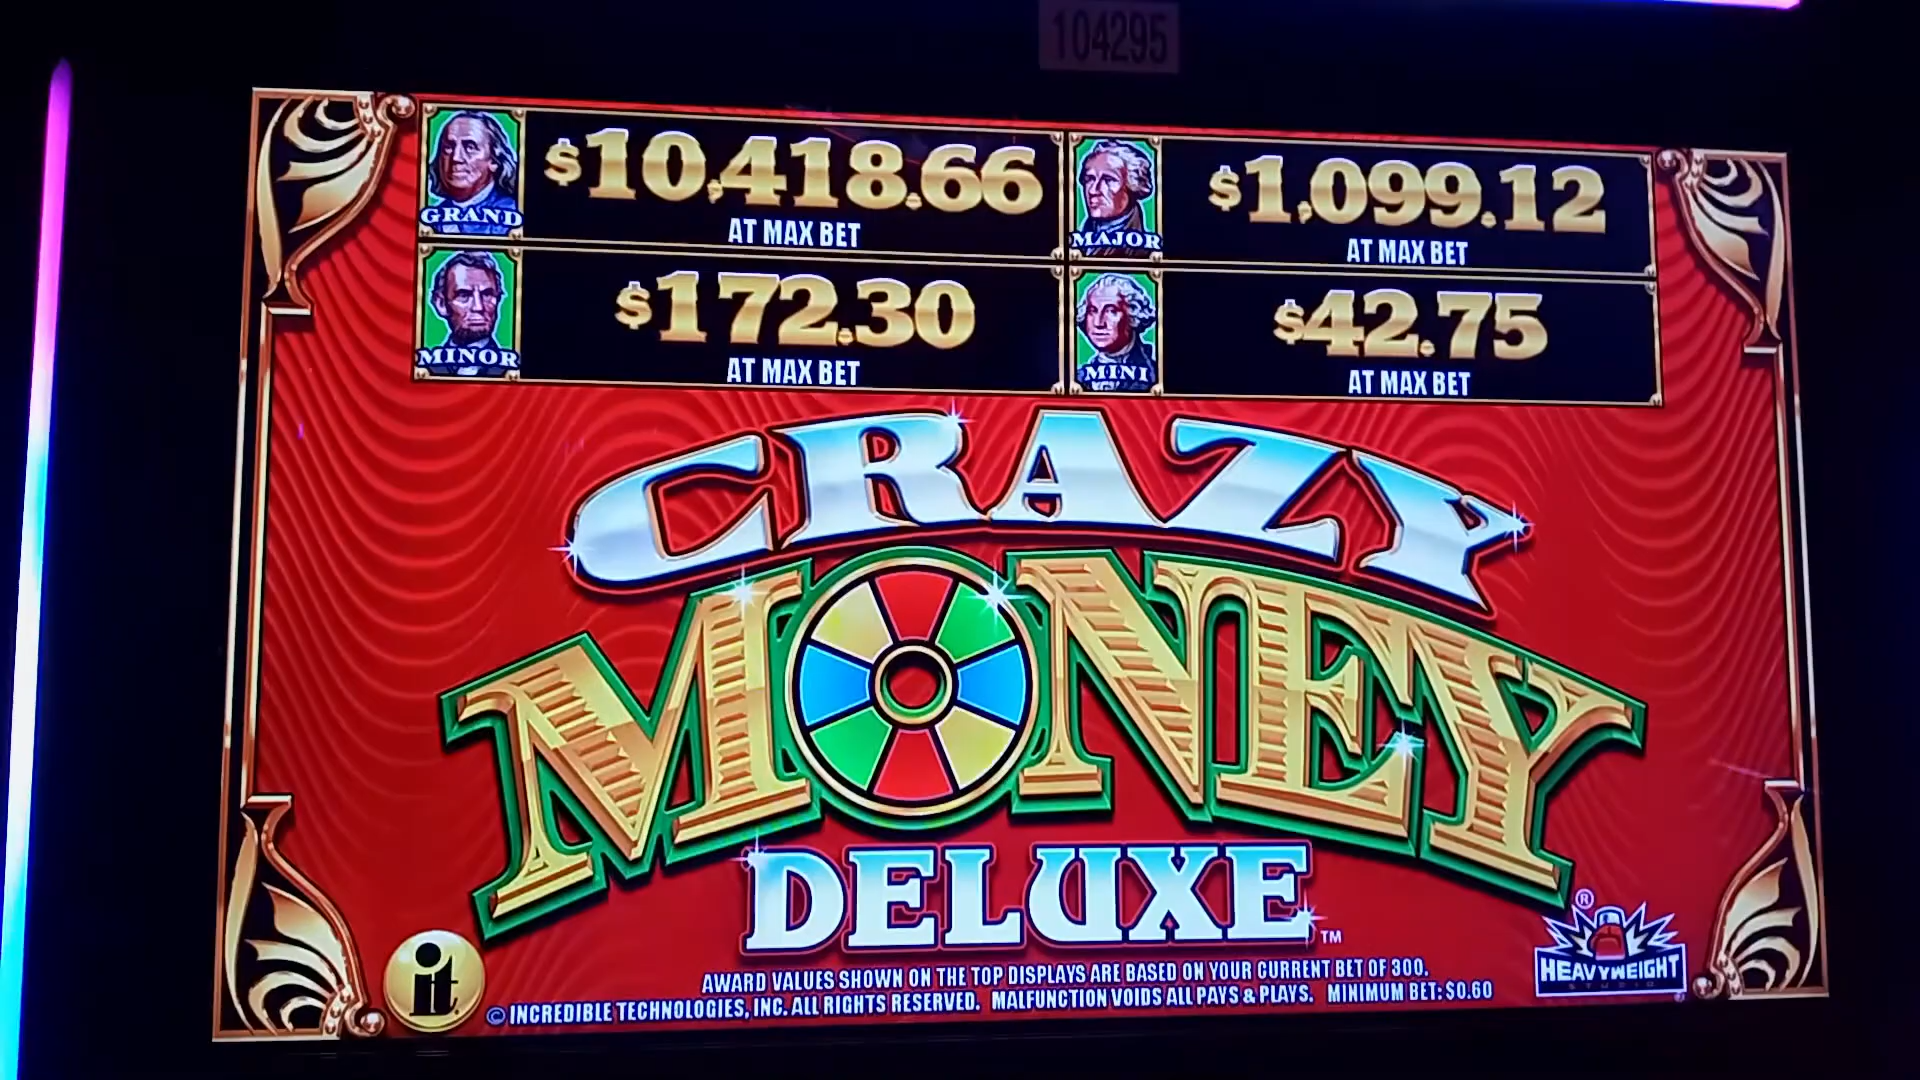 104295
GRAND
$10,418.66
AT MAX BET
MAJOR
$1,099.12
AT MAX BET
MINOR
$172.30
AT MAX BET
MINI
$42.75
AT MAX BET
CRAZY
MONEY
DELUXE™
it
AWARD VALUES SHOWN ON THE TOP DISPLAYS ARE BASED ON YOUR CURRENT BET OF 300.
© INCREDIBLE TECHNOLOGIES, INC. ALL RIGHTS RESERVED. MALFUNCTION VOIDS ALL PAYS & PLAYS. MINIMUM BET: $0.60
®
HEAVYWEIGHT
STUDIO